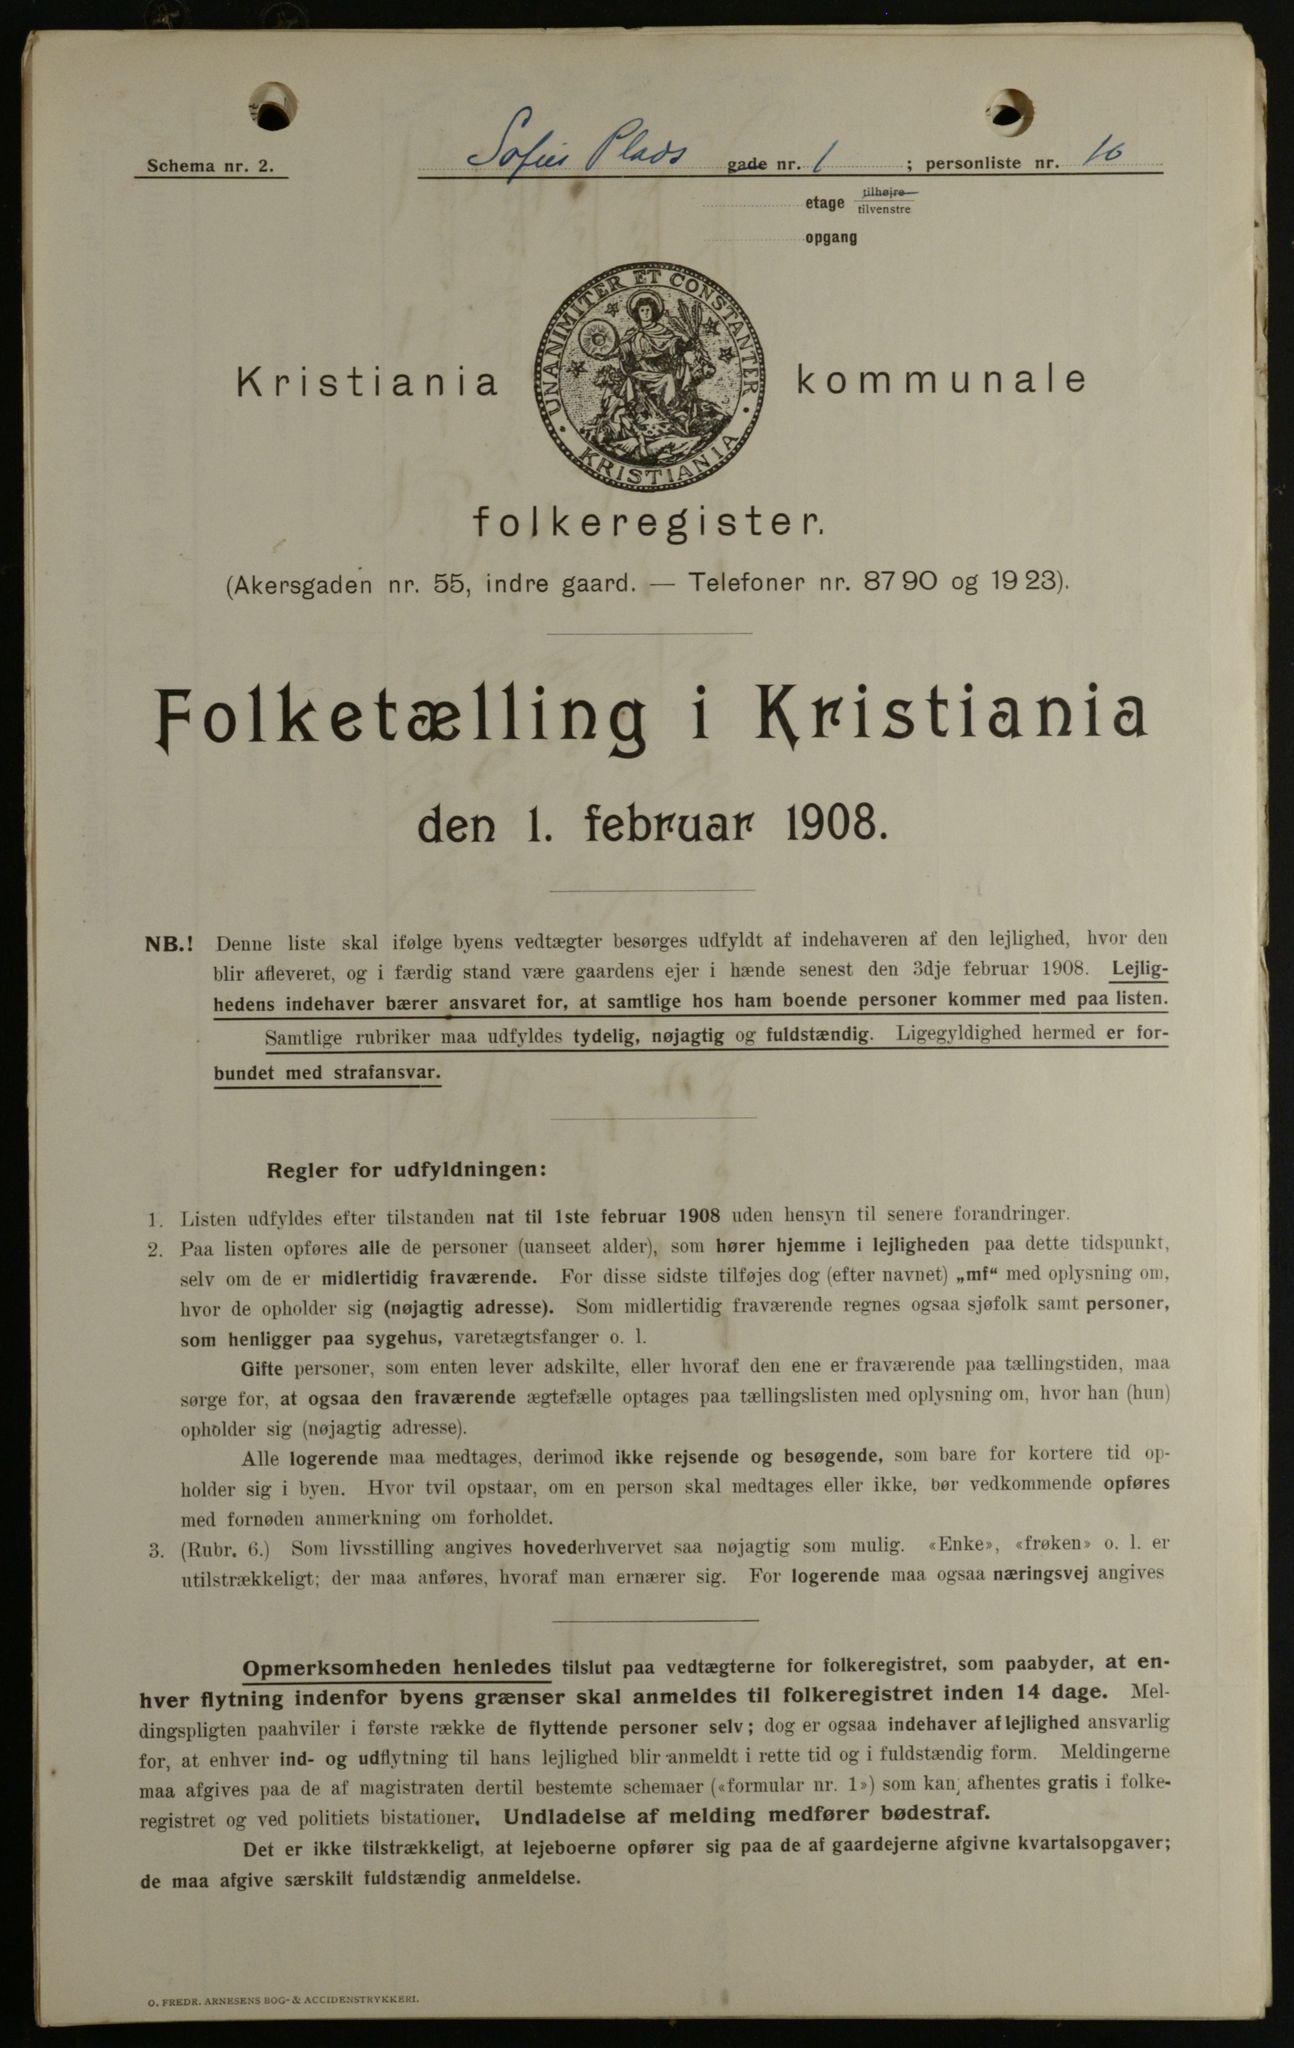 Schema nr. 2.
Sofies Plads gade nr. 1 ; personliste nr. 10
etage tilhøjre
tilvenstre
opgang
UNANIMITER ET CONSTANTER · KRISTIANIA ·
Kristiania kommunale
folkeregister.
(Akersgaden nr. 55, indre gaard. — Telefoner nr. 87 90 og 19 23).
Folketælling i Kristiania
den 1. februar 1908.
NB.! Denne liste skal ifølge byens vedtægter besørges udfyldt af indehaveren af den lejlighed, hvor den
blir afleveret, og i færdig stand være gaardens ejer i hænde senest den 3dje februar 1908. Lejlig-
hedens indehaver bærer ansvaret for, at samtlige hos ham boende personer kommer med paa listen.
Samtlige rubriker maa udfyldes tydelig, nøjagtig og fuldstændig. Ligegyldighed hermed er for-
bundet med strafansvar.
Regler for udfyldningen:
1. Listen udfyldes efter tilstanden nat til 1ste februar 1908 uden hensyn til senere forandringer.
2. Paa listen opføres alle de personer (uanseet alder), som hører hjemme i lejligheden paa dette tidspunkt,
selv om de er midlertidig fraværende. For disse sidste tilføjes dog (efter navnet) „mf“ med oplysning om,
hvor de opholder sig (nøjagtig adresse). Som midlertidig fraværende regnes ogsaa sjøfolk samt personer,
som henligger paa sygehus, varetægtsfanger o. l.
Gifte personer, som enten lever adskilte, eller hvoraf den ene er fraværende paa tællingstiden, maa
sørge for, at ogsaa den fraværende ægtefælle optages paa tællingslisten med oplysning om, hvor han (hun)
opholder sig (nøjagtig adresse).
Alle logerende maa medtages, derimod ikke rejsende og besøgende, som bare for kortere tid op-
holder sig i byen. Hvor tvil opstaar, om en person skal medtages eller ikke, bør vedkommende opføres
med fornøden anmerkning om forholdet.
3. (Rubr. 6.) Som livsstilling angives hovederhvervet saa nøjagtig som mulig. «Enke», «frøken» o. l. er
utilstrækkeligt; der maa anføres, hvoraf man ernærer sig. For logerende maa ogsaa næringsvej angives
Opmerksomheden henledes tilslut paa vedtægterne for folkeregistret, som paabyder, at en-
hver flytning indenfor byens grænser skal anmeldes til folkeregistret inden 14 dage. Mel-
dingspligten paahviler i første række de flyttende personer selv; dog er ogsaa indehaver af lejlighed ansvarlig
for, at enhver ind- og udflytning til hans lejlighed blir anmeldt i rette tid og i fuldstændig form. Meldingerne
maa afgives paa de af magistraten dertil bestemte schemaer («formular nr. 1») som kan afhentes gratis i folke-
registret og ved politiets bistationer. Undladelse af melding medfører bødestraf.
Det er ikke tilstrækkeligt, at lejeboerne opfører sig paa de af gaardejerne afgivne kvartalsopgaver;
de maa afgive særskilt fuldstændig anmeldelse.
O. FREDR. ARNESENS BOG- & ACCIDENSTRYKKERI.